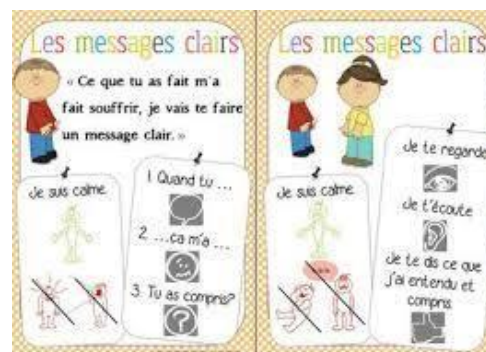 Les messages clairs
« Ce que tu as fait m'a
fait souffrir, je vais te faire
un message clair. »
Je suis calme
1. Quand tu ...
2. ...ça m'a ...
3. Tu as compris?
Les messages clairs
Je suis calme
Je te regarde
Je t'écoute
Je te dis ce que
j'ai entendu et
compris